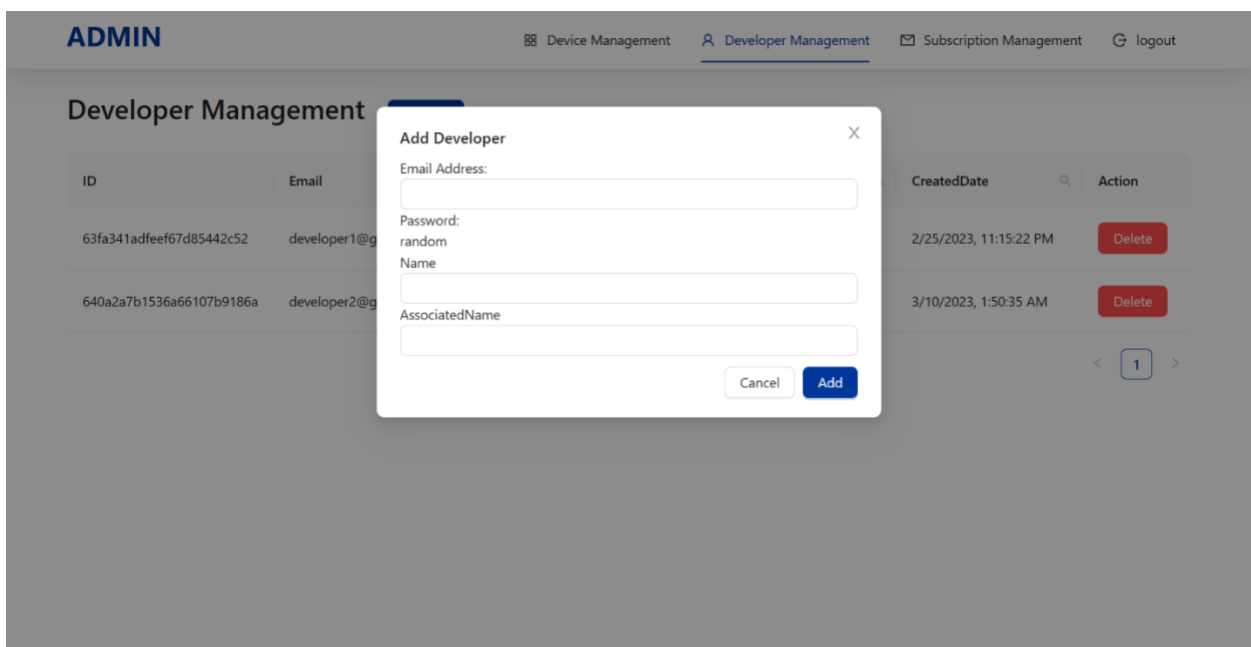 ADMIN
Device Management Developer Management Subscription Management logout
Developer Management
Add Developer
Email Address:
Password:
random
Name
AssociatedName
Cancel Add
ID Email CreatedDate Action
63fa341adfeef67d85442c52 developer1@g 2/25/2023, 11:15:22 PM Delete
640a2a7b1536a66107b9186a developer2@g 3/10/2023, 1:50:35 AM Delete
< 1 >